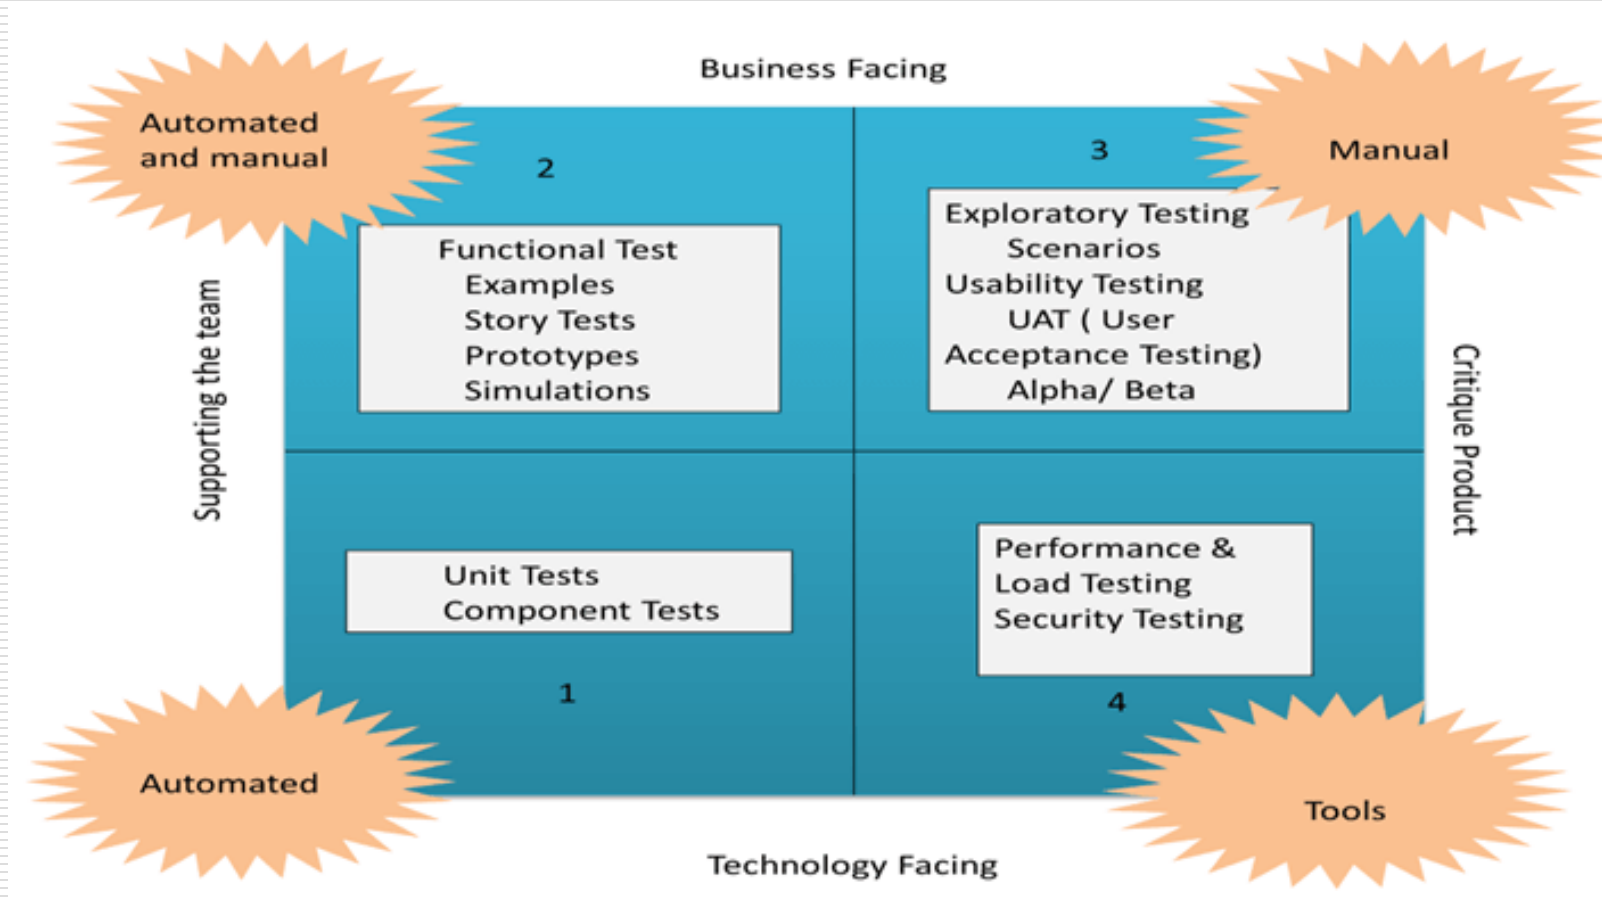 Business Facing
Automated
and manual
2
Functional Test
Examples
Story Tests
Prototypes
Simulations
3
Manual
Exploratory Testing
Scenarios
Usability Testing
UAT ( User
Acceptance Testing)
Alpha/ Beta
Supporting the team
Critique Product
Unit Tests
Component Tests
1
Automated
Performance &
Load Testing
Security Testing
4
Tools
Technology Facing